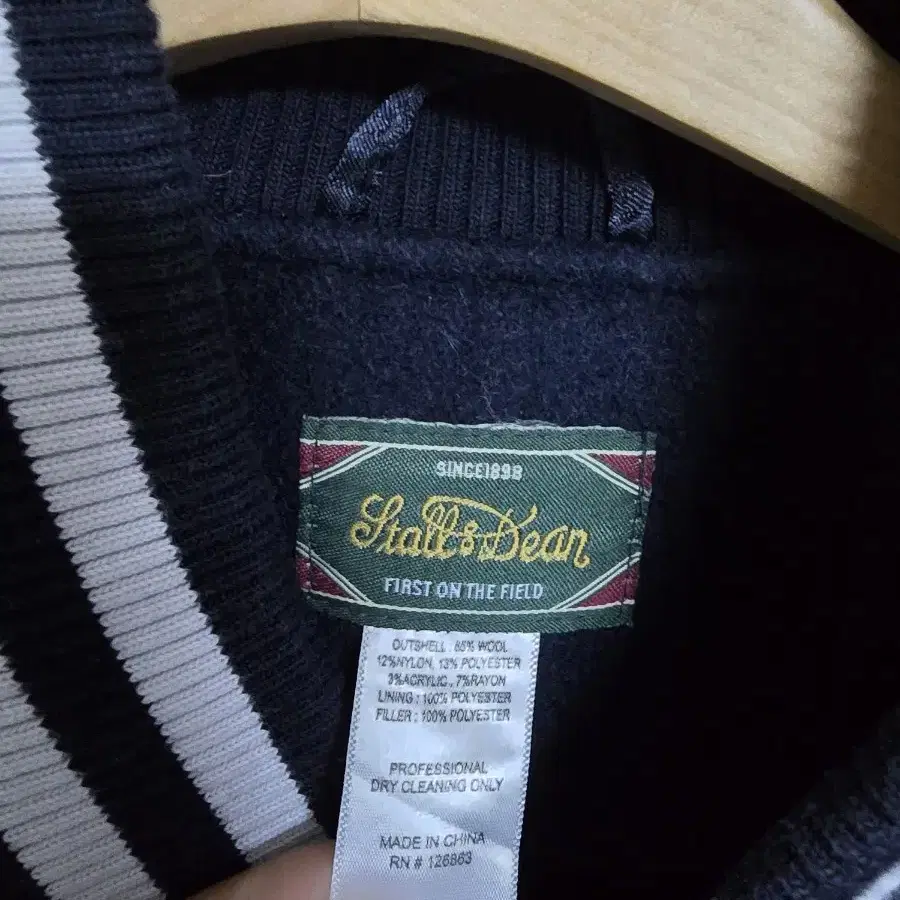 SINCE1898
Stall & Dean
FIRST ON THE FIELD
OUTSHELL : 65% WOOL
12%NYLON, 13% POLYESTER
3%ACRYLIC, 7%RAYON
LINING : 100% POLYESTER
FILLER : 100% POLYESTER
PROFESSIONAL
DRY CLEANING ONLY
MADE IN CHINA
RN # 126863